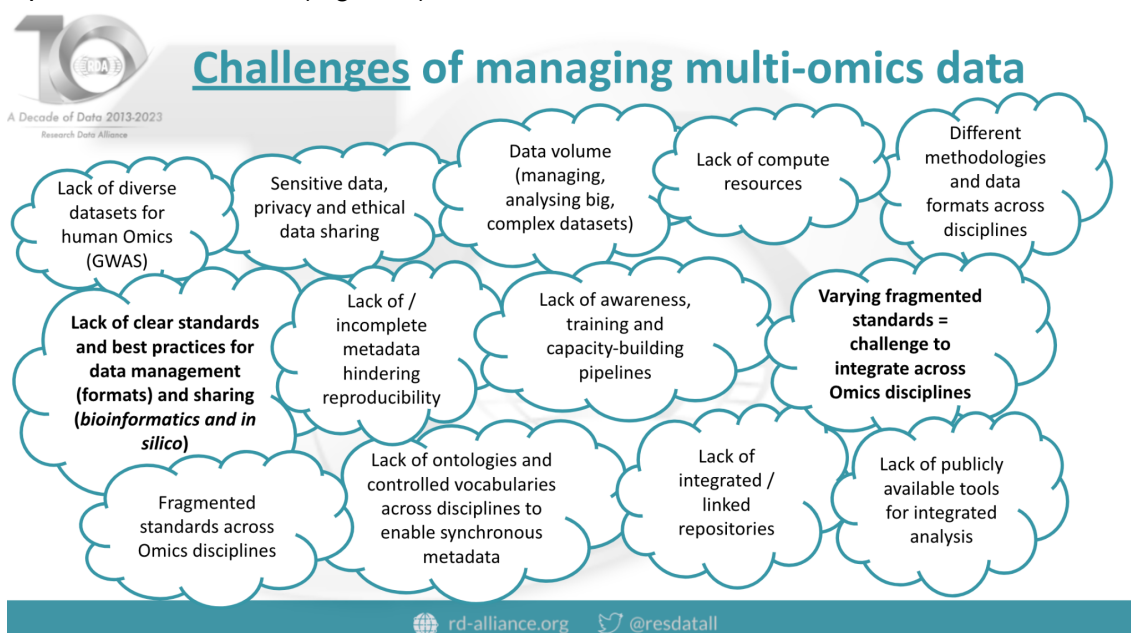 RDA
A Decade of Data 2013-2023
Research Data Alliance
Challenges of managing multi-omics data
Lack of diverse
datasets for
human Omics
(GWAS)
Sensitive data,
privacy and ethical
data sharing
Data volume
(managing,
analysing big,
complex datasets)
Lack of compute
resources
Different
methodologies
and data
formats across
disciplines
Lack of clear standards
and best practices for
data management
(formats) and sharing
(bioinformatics and in
silico)
Lack of /
incomplete
metadata
hindering
reproducibility
Lack of awareness,
training and
capacity-building
pipelines
Varying fragmented
standards =
challenge to
integrate across
Omics disciplines
Fragmented
standards across
Omics disciplines
Lack of ontologies and
controlled vocabularies
across disciplines to
enable synchronous
metadata
Lack of
integrated /
linked
repositories
Lack of publicly
available tools
for integrated
analysis
rd-alliance.org
@resdatall